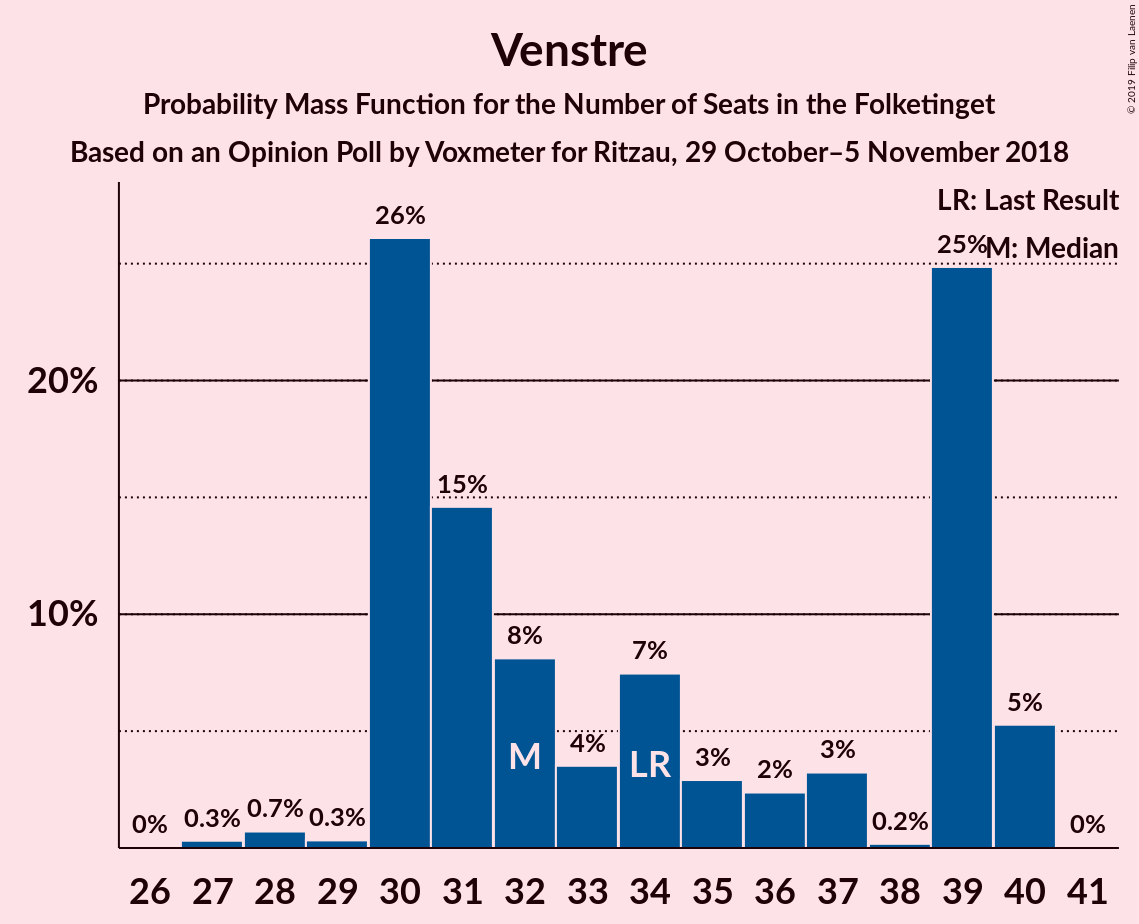 Venstre
Probability Mass Function for the Number of Seats in the Folketinget
Based on an Opinion Poll by Voxmeter for Ritzau, 29 October–5 November 2018
© 2019 Filip van Laenen
LR: Last Result
M: Median
20%
10%
0% 0.3% 0.7% 0.3% 26% 15% 8% 4% 7% 3% 2% 3% 0.2% 25% 5% 0%
M LR
26 27 28 29 30 31 32 33 34 35 36 37 38 39 40 41